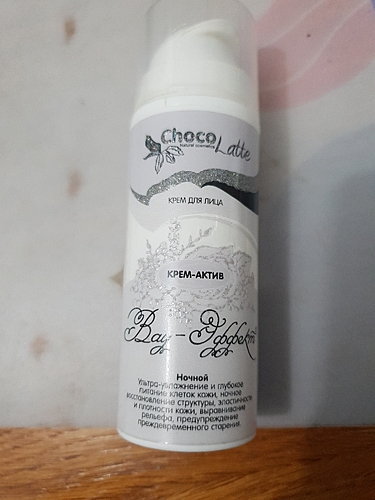 Choco
Latte
natural cosmetics
КРЕМ ДЛЯ ЛИЦА
КРЕМ-АКТИВ
Вау-Эффект
Ночной
Ультра-увлажнение и глубокое
питание клеток кожи, ночное
восстановление структуры, эластичности
и плотности кожи, выравнивание
рельефа, предупреждение
преждевременного старения.